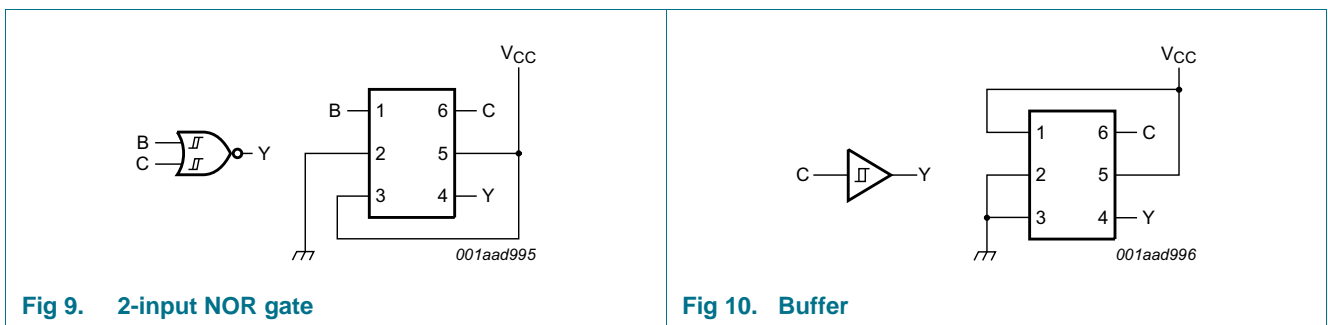 VCC
B
C
Y
B
1
6
C
2
5
3
4
Y
001aad995
Fig 9. 2-input NOR gate
VCC
C
Y
1
6
C
2
5
3
4
Y
001aad996
Fig 10. Buffer